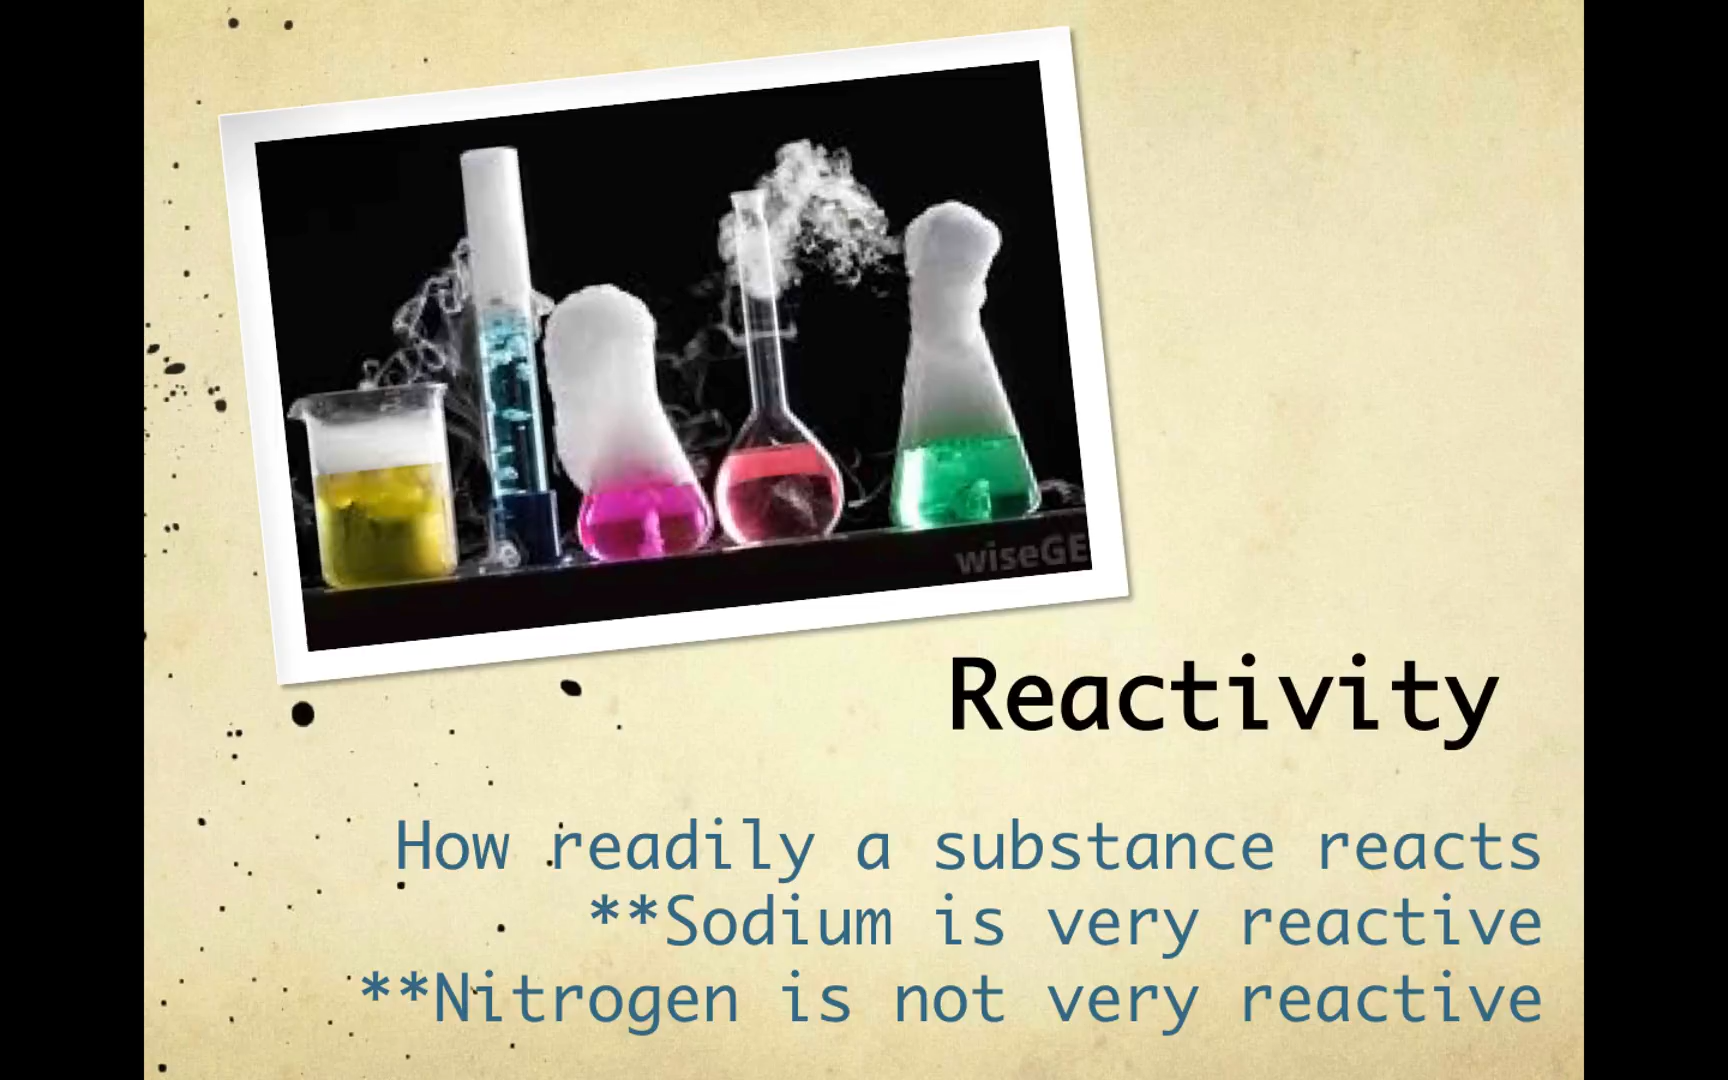 wiseGE
Reactivity
How readily a substance reacts
**Sodium is very reactive
**Nitrogen is not very reactive